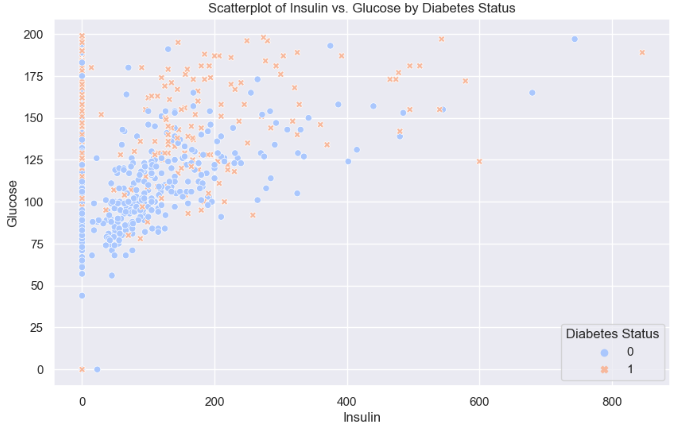 Scatterplot of Insulin vs. Glucose by Diabetes Status
200
175
150
125
100
75
50
25
0
Glucose
0 200 400 600 800
Insulin
Diabetes Status
0
1